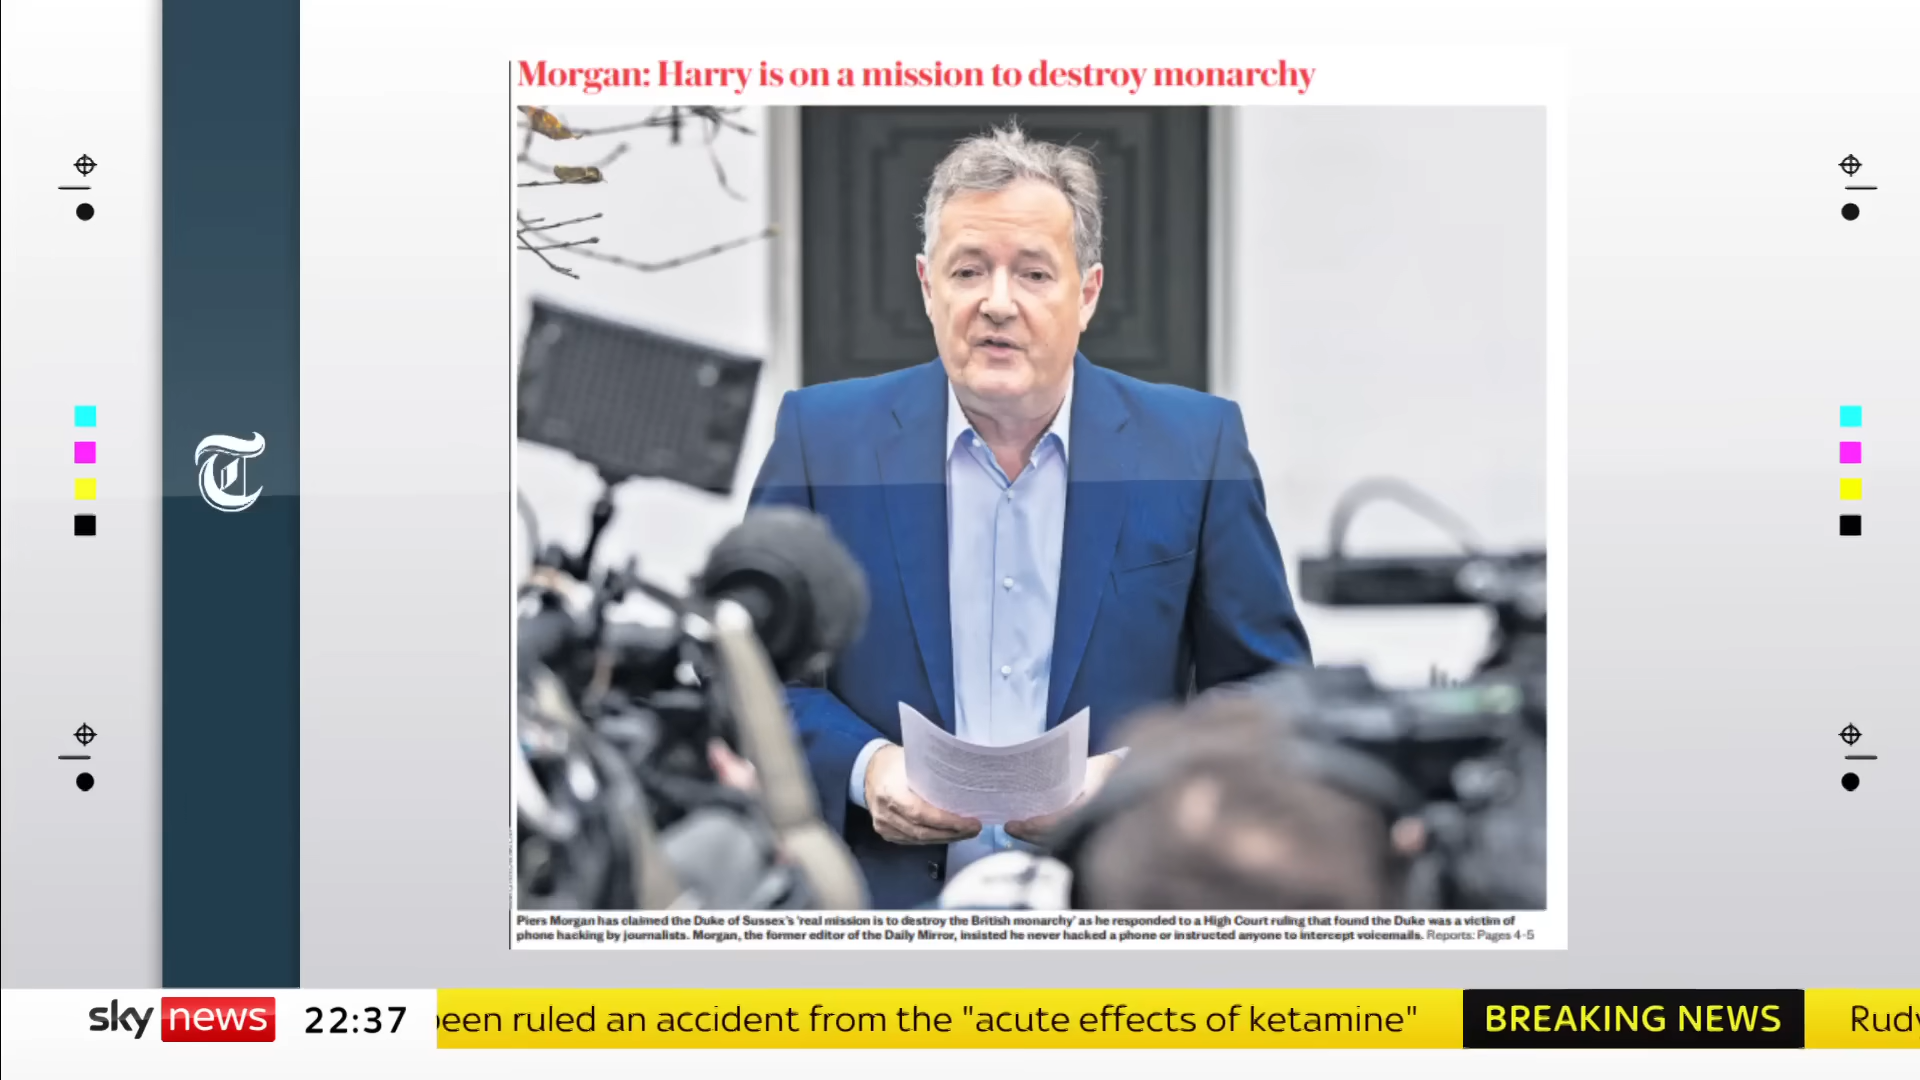 Morgan: Harry is on a mission to destroy monarchy
T
Piers Morgan has claimed the Duke of Sussex's 'real mission is to destroy the British monarchy' as he responded to a High Court ruling that found the Duke was a victim of
phone hacking by journalists. Morgan, the former editor of the Daily Mirror, insisted he never hacked a phone or instructed anyone to intercept voicemails. Reports: Pages 4-5
sky news 22:37 een ruled an accident from the "acute effects of ketamine" BREAKING NEWS Rudy